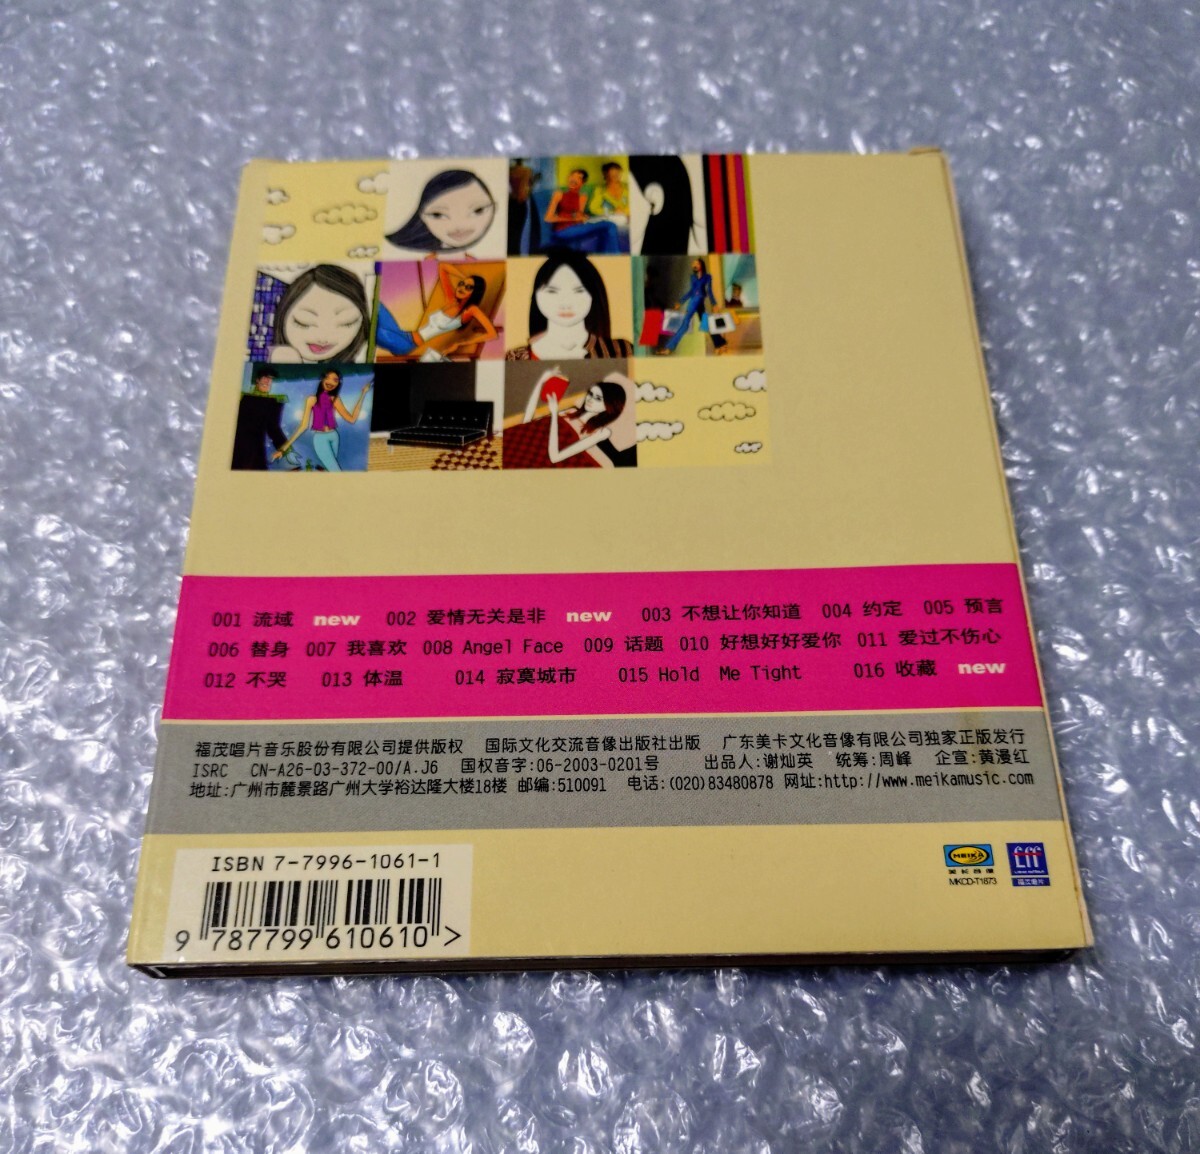 001 流域 new 002 爱情无关是非 new 003 不想让你知道 004 约定 005 预言
006 替身 007 我喜欢 008 Angel Face 009 话题 010 好想好好爱你 011 爱过不伤心
012 不哭 013 体温 014 寂寞城市 015 Hold Me Tight 016 收藏 new
福茂唱片音乐股份有限公司提供版权 国际文化交流音像出版社出版 广东美卡文化音像有限公司独家正版发行
ISRC CN-A26-03-372-00/A.J6 国权音字:06-2003-0201号 出品人:谢灿英 统筹:周峰 企宣:黄漫红
地址:广州市麓景路广州大学裕达隆大楼18楼 邮编:510091 电话:(020)83480878 网址:http://www.meikamusic.com
ISBN 7-7996-1061-1
9 787799 610610 >
MEIKA
美卡音像
MKCD-T1873
福茂唱片